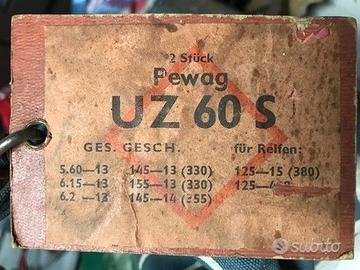 2 Stück
Pewag
UZ 60 S
GES. GESCH. für Reifen:
5.60—13 145—13 (330) 125—15 (380)
6.15—13 155—13 (330)
6.2 —13 145—14 (355)
subito